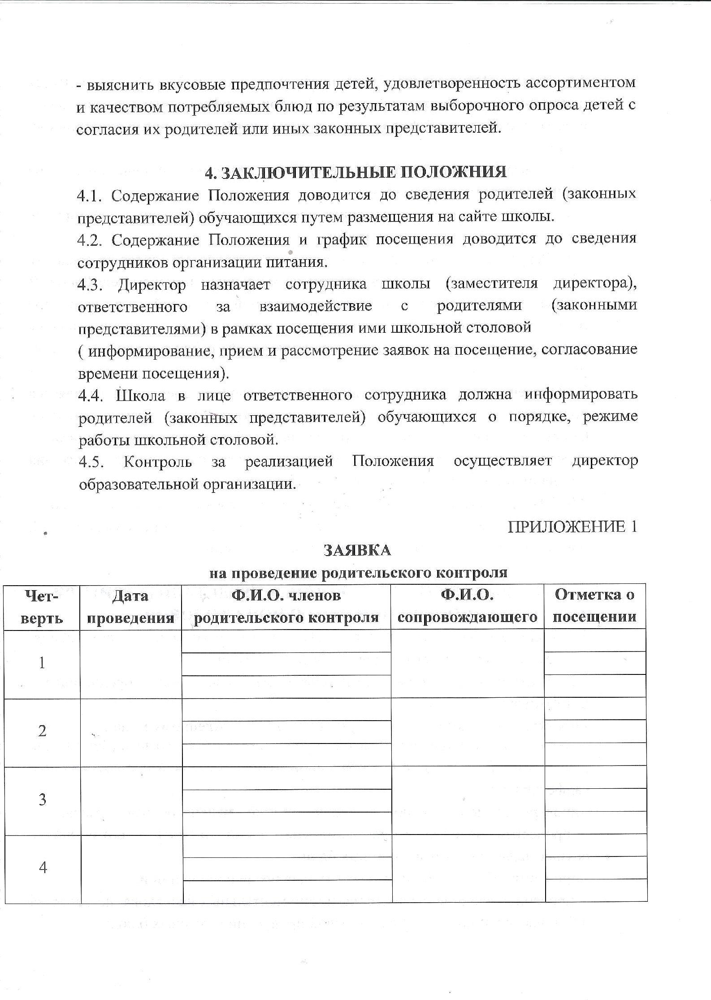 - выяснить вкусовые предпочтения детей, удовлетворенность ассортиментом
и качеством потребляемых блюд по результатам выборочного опроса детей с
согласия их родителей или иных законных представителей.
4. ЗАКЛЮЧИТЕЛЬНЫЕ ПОЛОЖНИЯ
4.1. Содержание Положения доводится до сведения родителей (законных
представителей) обучающихся путем размещения на сайте школы.
4.2. Содержание Положения и график посещения доводится до сведения
сотрудников организации питания.
4.3. Директор назначает сотрудника школы (заместителя директора),
ответственного за взаимодействие с родителями (законными
представителями) в рамках посещения ими школьной столовой
( информирование, прием и рассмотрение заявок на посещение, согласование
времени посещения).
4.4. Школа в лице ответственного сотрудника должна информировать
родителей (законных представителей) обучающихся о порядке, режиме
работы школьной столовой.
4.5. Контроль за реализацией Положения осуществляет директор
образовательной организации.
ПРИЛОЖЕНИЕ 1
ЗАЯВКА
на проведение родительского контроля
Чет- Дата Ф.И.О. членов Ф.И.О. Отметка о
верть проведения родительского контроля сопровождающего посещении
1
2
3
4